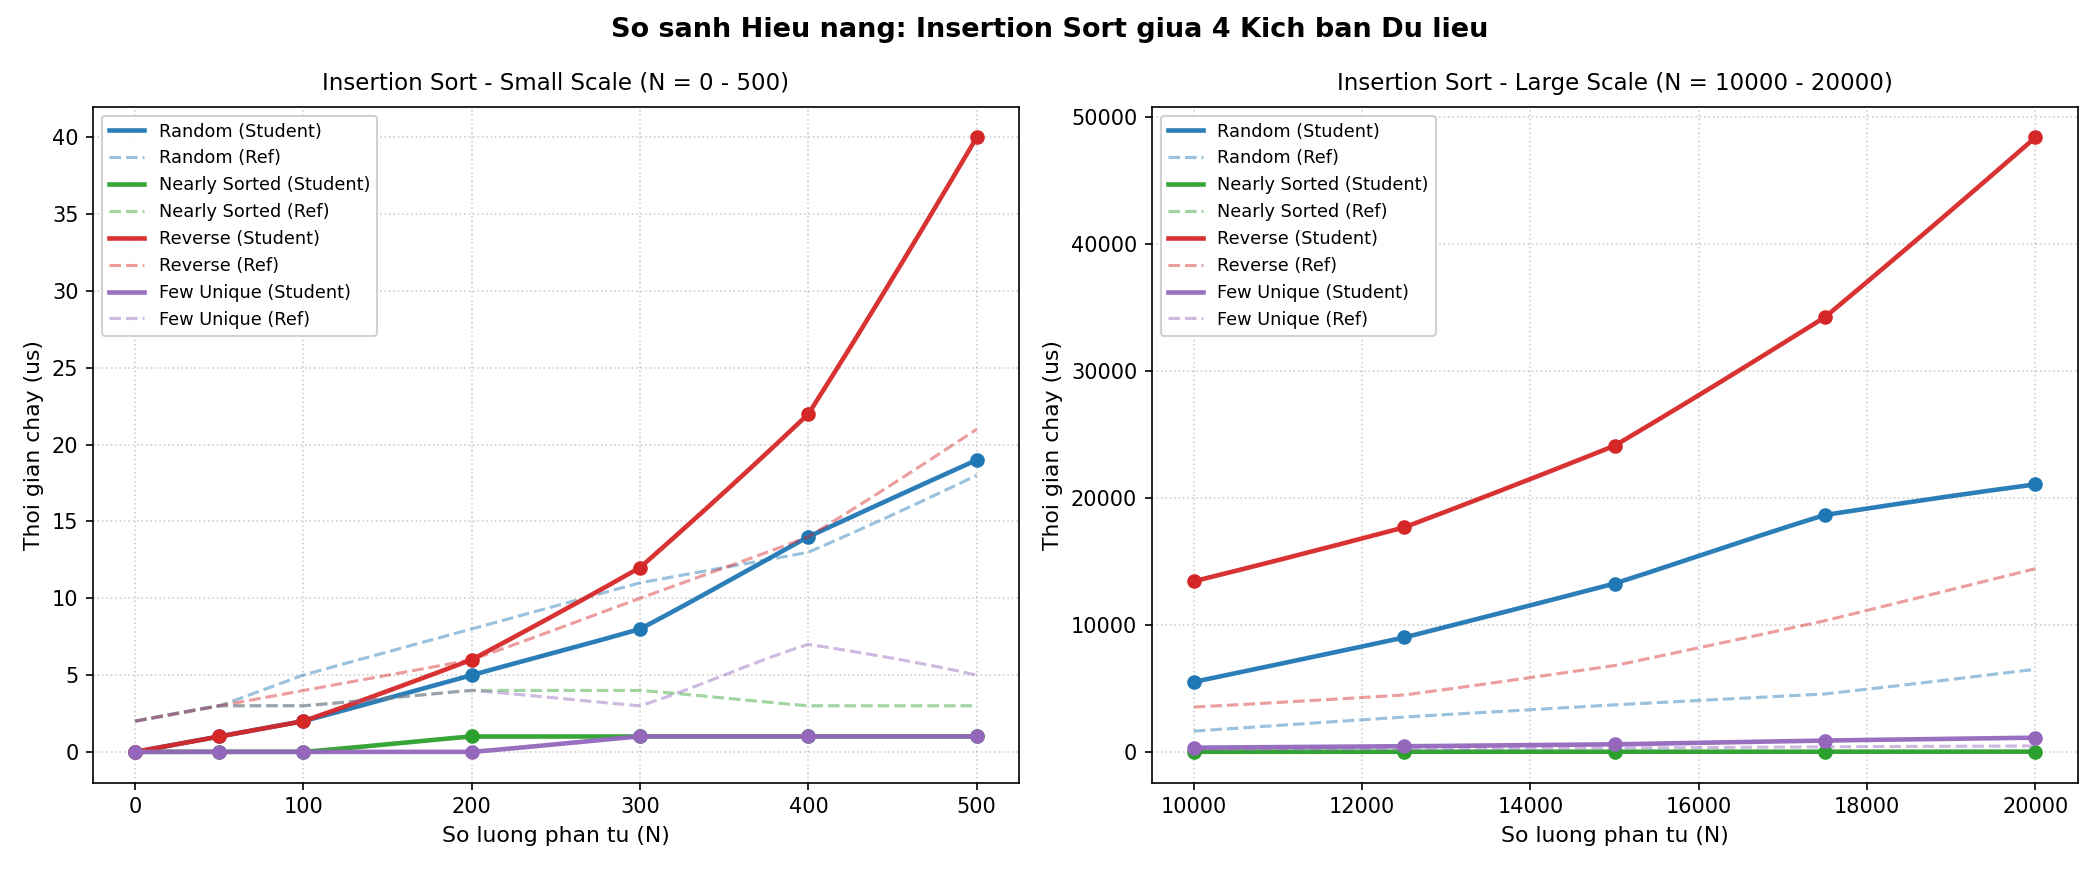 So sanh Hieu nang: Insertion Sort giua 4 Kich ban Du lieu
Insertion Sort - Small Scale (N = 0 - 500)
Random (Student)
Random (Ref)
Nearly Sorted (Student)
Nearly Sorted (Ref)
Reverse (Student)
Reverse (Ref)
Few Unique (Student)
Few Unique (Ref)
Thoi gian chay (us)
40
35
30
25
20
15
10
5
0
0 100 200 300 400 500
So luong phan tu (N)
Insertion Sort - Large Scale (N = 10000 - 20000)
Random (Student)
Random (Ref)
Nearly Sorted (Student)
Nearly Sorted (Ref)
Reverse (Student)
Reverse (Ref)
Few Unique (Student)
Few Unique (Ref)
Thoi gian chay (us)
50000
40000
30000
20000
10000
0
10000 12000 14000 16000 18000 20000
So luong phan tu (N)